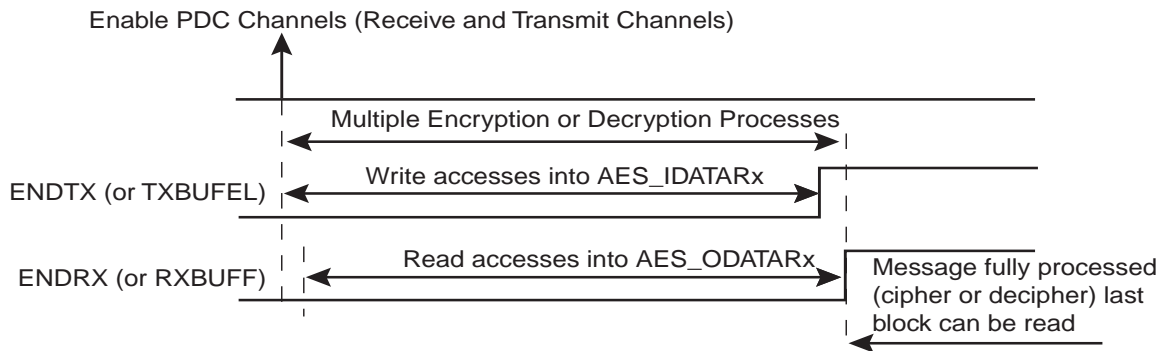 Enable PDC Channels (Receive and Transmit Channels)
Multiple Encryption or Decryption Processes
ENDTX (or TXBUFEL)
Write accesses into AES_IDATARx
ENDRX (or RXBUFF)
Read accesses into AES_ODATARx
Message fully processed
(cipher or decipher) last
block can be read